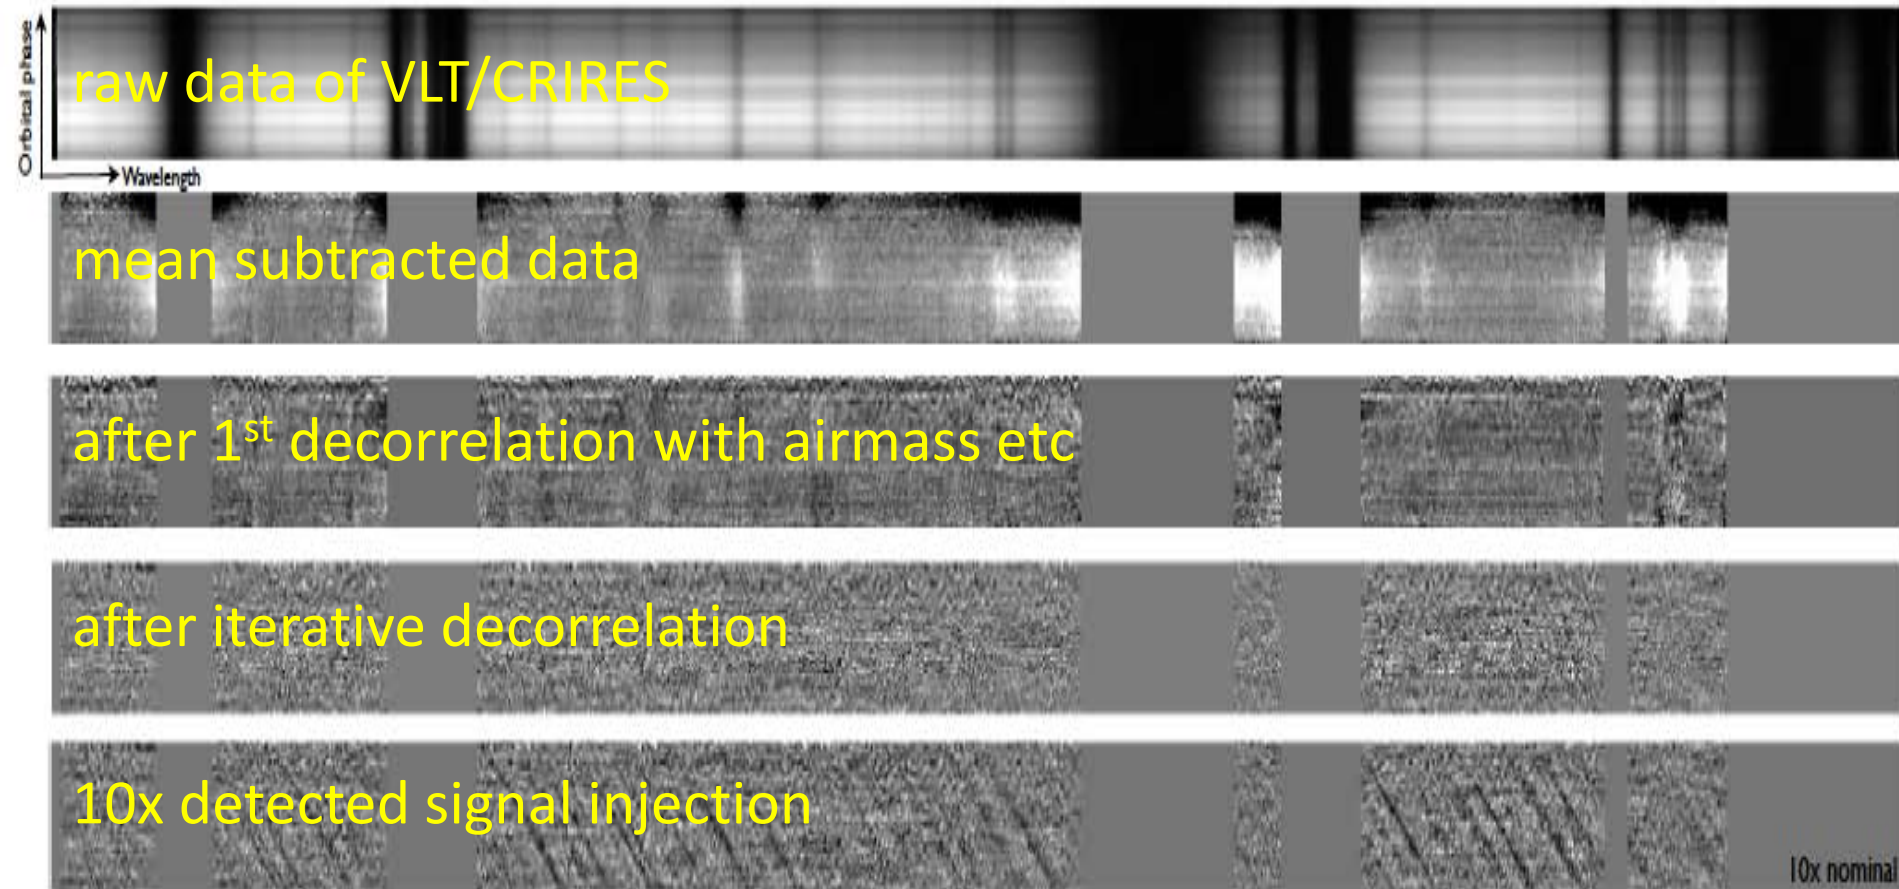 Orbital phase
raw data of VLT/CRIRES
Wavelength
mean subtracted data
after 1st decorrelation with airmass etc
after iterative decorrelation
10x detected signal injection
10x nominal